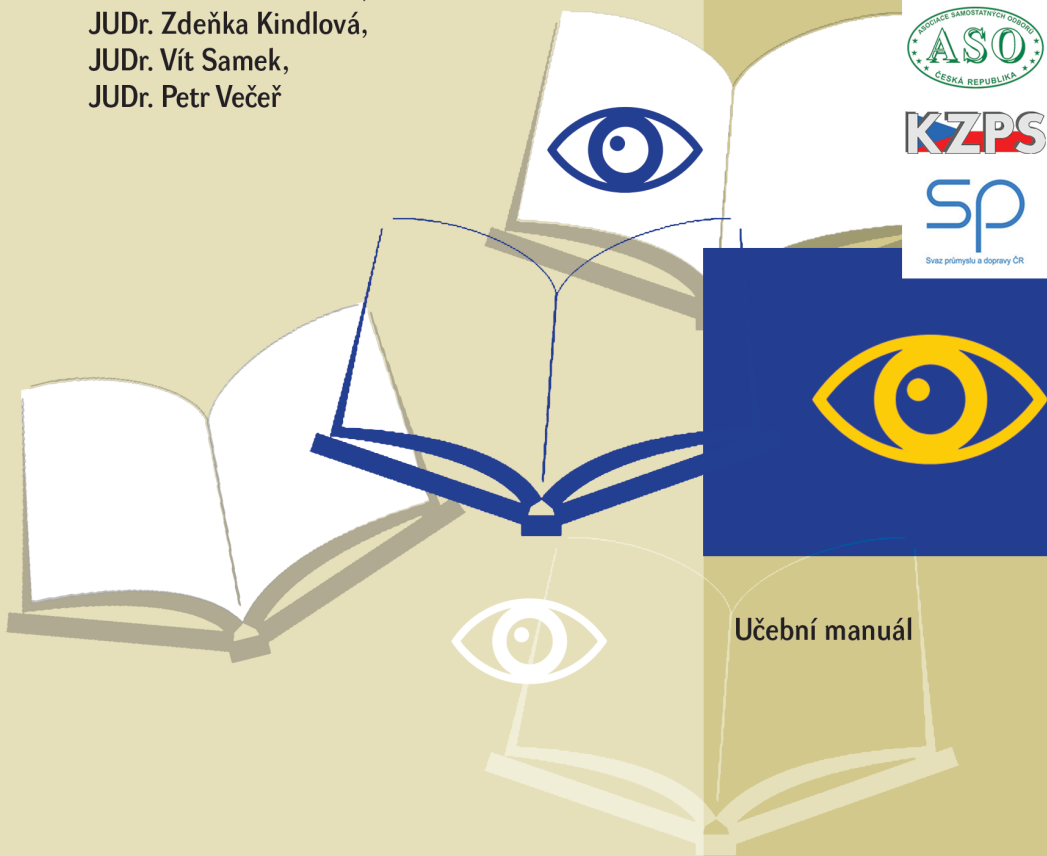 JUDr. Zdeňka Kindlová,
JUDr. Vít Samek,
JUDr. Petr Večeř
ASOCIACE SAMOSTATNÝCH ODBORŮ
ASO
ČESKÁ REPUBLIKA
KZPS
SP
Svaz průmyslu a dopravy ČR
Učební manuál